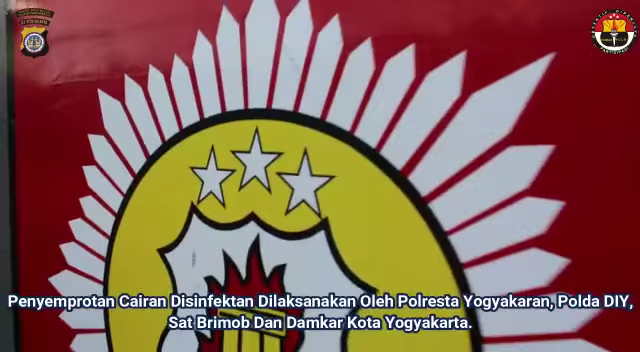 Penyemprotan Cairan Disinfektan Dilaksanakan Oleh Polresta Yogyakaran, Polda DIY,
Sat Brimob Dan Damkar Kota Yogyakarta.